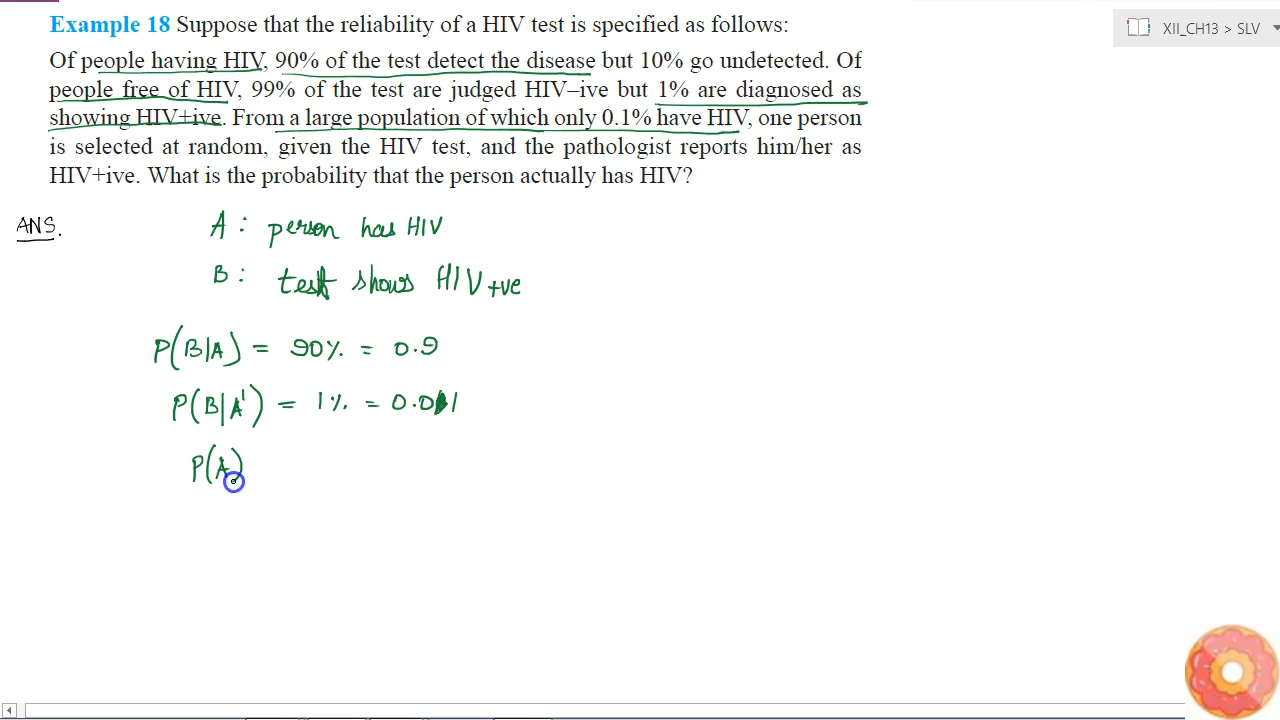 Example 18 Suppose that the reliability of a HIV test is specified as follows:
XII_CH13 > SLV
Of people having HIV, 90% of the test detect the disease but 10% go undetected. Of
people free of HIV, 99% of the test are judged HIV–ive but 1% are diagnosed as
showing HIV+ive. From a large population of which only 0.1% have HIV, one person
is selected at random, given the HIV test, and the pathologist reports him/her as
HIV+ive. What is the probability that the person actually has HIV?
ANS.
A : person has HIV
B : test shows HIV +ve
P(B|A) = 90% = 0.9
P(B|A') = 1% = 0.01
P(A)